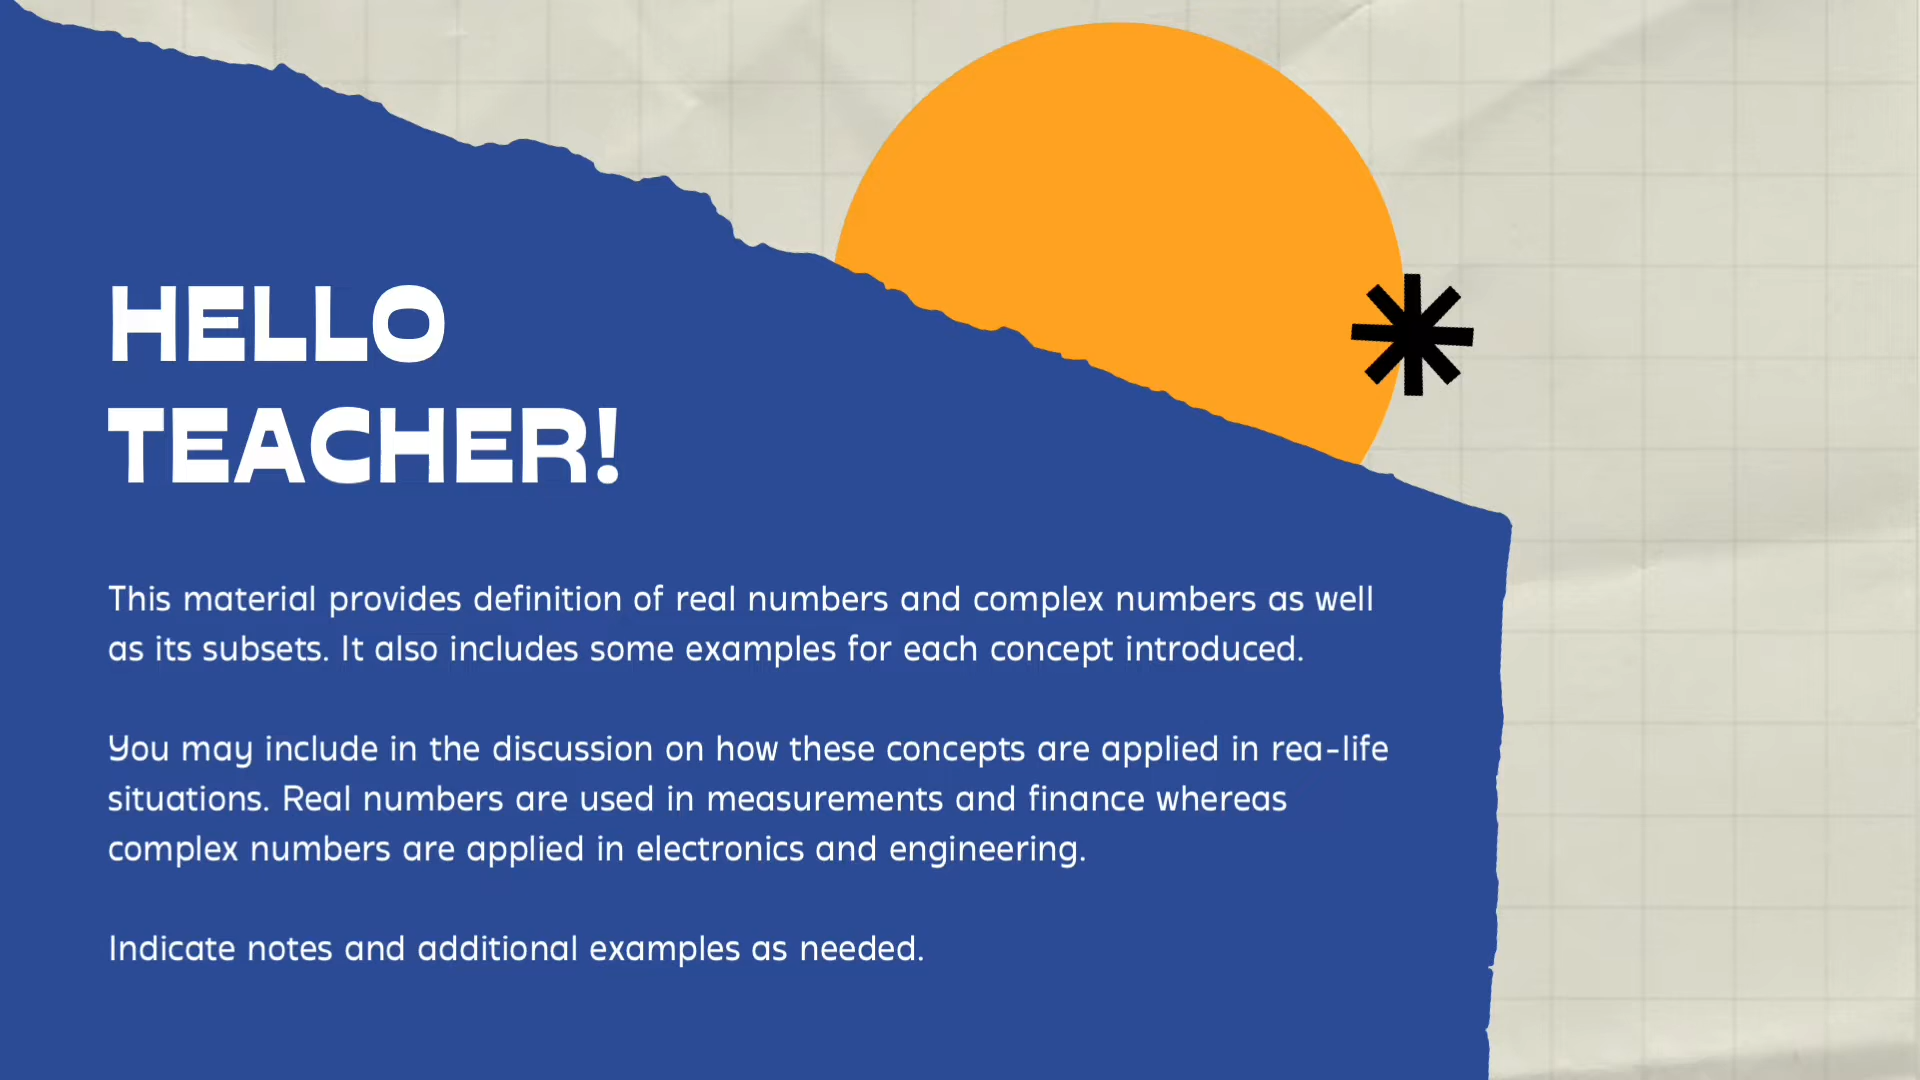 HELLO
TEACHER!
This material provides definition of real numbers and complex numbers as well
as its subsets. It also includes some examples for each concept introduced.
You may include in the discussion on how these concepts are applied in rea-life
situations. Real numbers are used in measurements and finance whereas
complex numbers are applied in electronics and engineering.
Indicate notes and additional examples as needed.